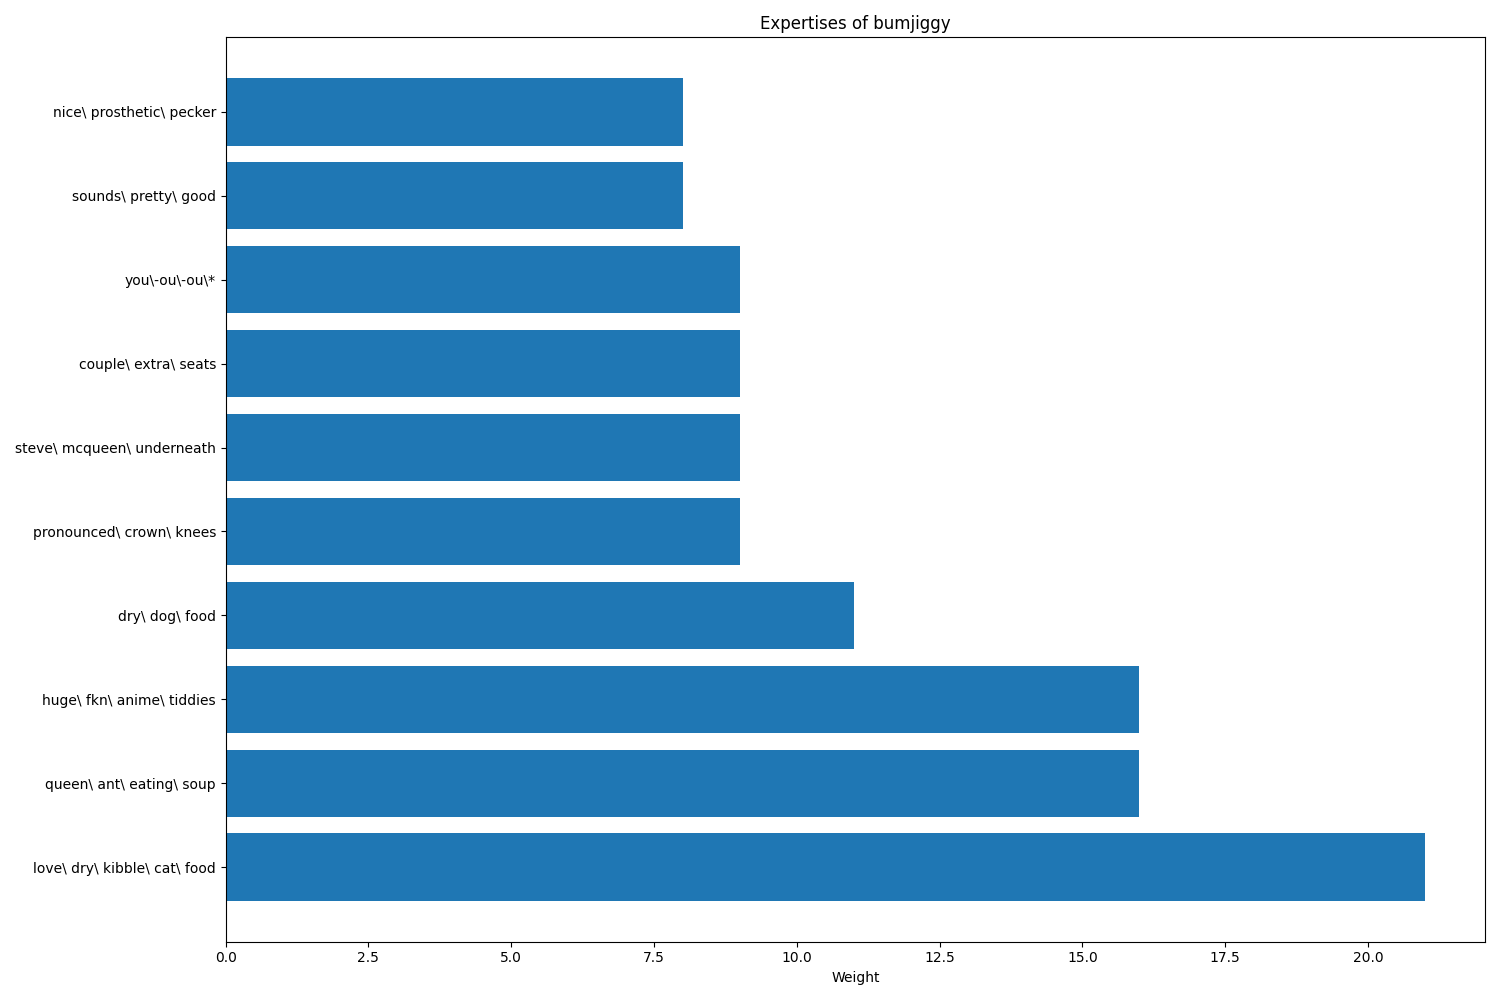 Expertises of bumjiggy
nice\ prosthetic\ pecker
sounds\ pretty\ good
you\-ou\-ou\*
couple\ extra\ seats
steve\ mcqueen\ underneath
pronounced\ crown\ knees
dry\ dog\ food
huge\ fkn\ anime\ tiddies
queen\ ant\ eating\ soup
love\ dry\ kibble\ cat\ food
0.0 2.5 5.0 7.5 10.0 12.5 15.0 17.5 20.0
Weight